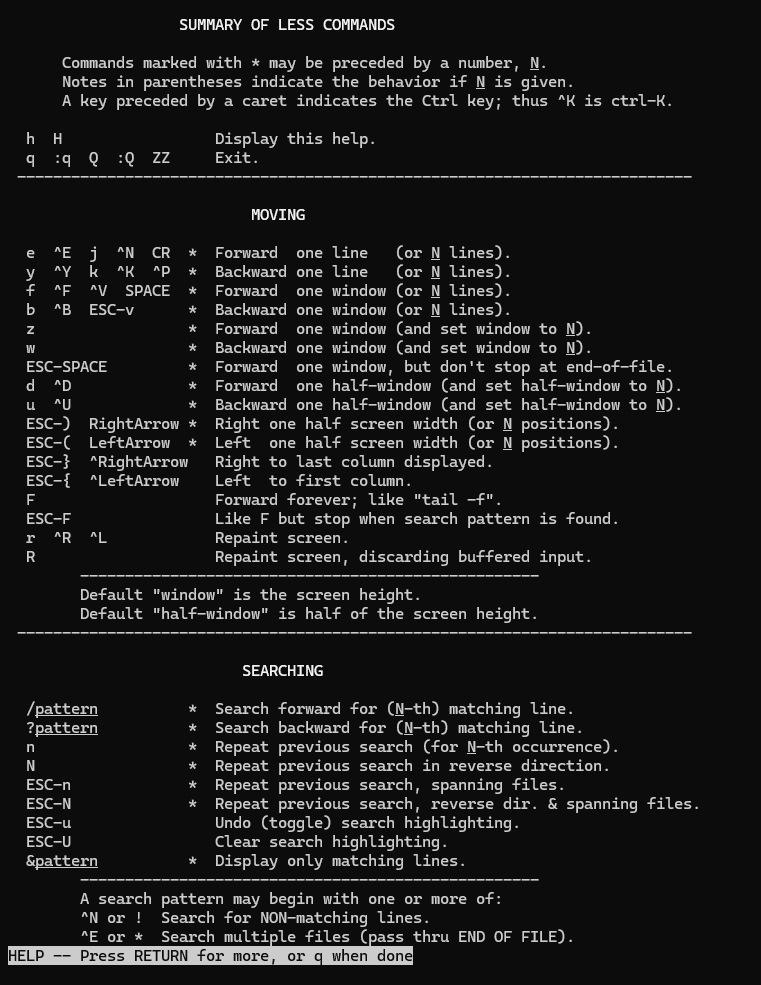 SUMMARY OF LESS COMMANDS
Commands marked with * may be preceded by a number, N.
Notes in parentheses indicate the behavior if N is given.
A key preceded by a caret indicates the Ctrl key; thus ^K is ctrl-K.
h  H                 Display this help.
q  :q  Q  :Q  ZZ     Exit.
---------------------------------------------------------------------------
MOVING
e  ^E  j  ^N  CR  *  Forward  one line   (or N lines).
y  ^Y  k  ^K  ^P  *  Backward one line   (or N lines).
f  ^F  ^V  SPACE  *  Forward  one window (or N lines).
b  ^B  ESC-v      *  Backward one window (or N lines).
z                 *  Forward  one window (and set window to N).
w                 *  Backward one window (and set window to N).
ESC-SPACE         *  Forward  one window, but don't stop at end-of-file.
d  ^D             *  Forward  one half-window (and set half-window to N).
u  ^U             *  Backward one half-window (and set half-window to N).
ESC-)  RightArrow *  Right one half screen width (or N positions).
ESC-(  LeftArrow  *  Left  one half screen width (or N positions).
ESC-}  ^RightArrow   Right to last column displayed.
ESC-{  ^LeftArrow    Left  to first column.
F                    Forward forever; like "tail -f".
ESC-F                Like F but stop when search pattern is found.
r  ^R  ^L            Repaint screen.
R                    Repaint screen, discarding buffered input.
---------------------------------------------------
Default "window" is the screen height.
Default "half-window" is half of the screen height.
---------------------------------------------------------------------------
SEARCHING
/pattern          *  Search forward for (N-th) matching line.
?pattern          *  Search backward for (N-th) matching line.
n                 *  Repeat previous search (for N-th occurrence).
N                 *  Repeat previous search in reverse direction.
ESC-n             *  Repeat previous search, spanning files.
ESC-N             *  Repeat previous search, reverse dir. & spanning files.
ESC-u                Undo (toggle) search highlighting.
ESC-U                Clear search highlighting.
&pattern          *  Display only matching lines.
---------------------------------------------------
A search pattern may begin with one or more of:
^N or !  Search for NON-matching lines.
^E or *  Search multiple files (pass thru END OF FILE).
HELP -- Press RETURN for more, or q when done